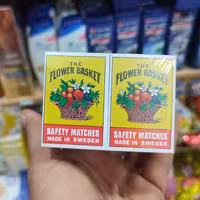 THE
FLOWER BASKET
SAFETY MATCHES
MADE IN SWEDEN
THE
FLOWER BASKET
SAFETY MATCHES
MADE IN SWEDEN